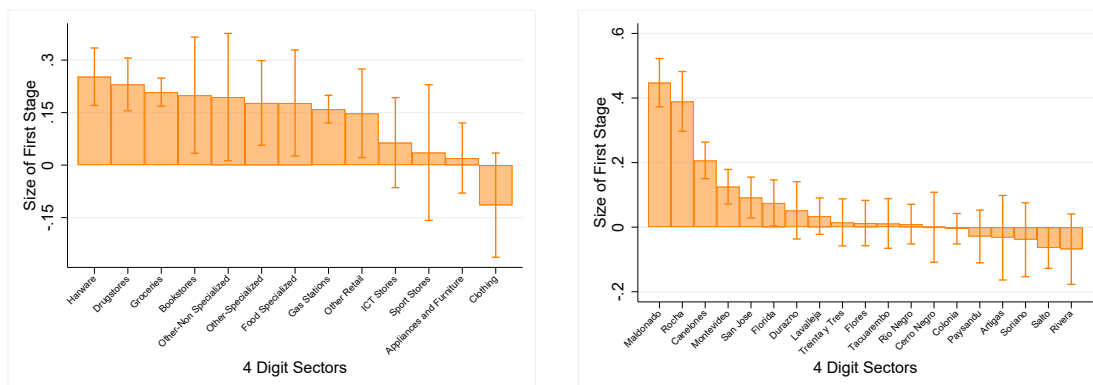 Size of First Stage
.3
.15
0
-.15
Harware
Drugstores
Groceries
Bookstores
Other-Non Specialized
Other-Specialized
Food Specialized
Gas Stations
Other Retail
ICT Stores
Sport Stores
Appliances and Furniture
Clothing
4 Digit Sectors
Size of First Stage
.6
.4
.2
0
-.2
Maldonado
Rocha
Canelones
Montevideo
San Jose
Florida
Durazno
Lavalleja
Treinta y Tres
Flores
Tacuarembo
Rio Negro
Cerro Negro
Colonia
Paysandu
Artigas
Soriano
Salto
Rivera
4 Digit Sectors